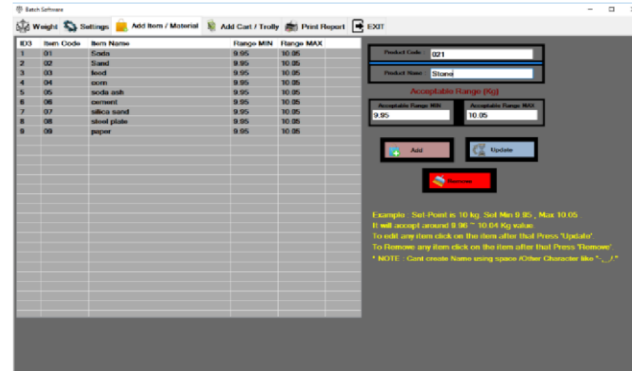 Batch Software
Weight Settings Add Item / Material Add Cart / Trolly Print Report EXIT
ID3 Item Code Item Name Range MIN Range MAX
1 01 Soda 9.95 10.05
2 02 Sand 9.95 10.05
3 03 food 9.95 10.05
4 04 corn 9.95 10.05
5 05 soda ash 9.95 10.05
6 06 cement 9.95 10.05
7 07 silica sand 9.95 10.05
8 08 steel plate 9.95 10.05
9 09 paper 9.95 10.05
Product Code : 021
Product Name : Stone
Acceptable Range (Kg)
Acceptable Range MIN Acceptable Range MAX
9.95 10.05
Add Update
Remove
Example : Set-Point is 10 kg. Set Min 9.95 , Max 10.05
It will accept around 9.96 ~ 10.04 Kg value.
To edit any item click on the item after that Press 'Update'.
To Remove any item click on the item after that Press 'Remove'.
* NOTE : Cant create Name using space /Other Character like